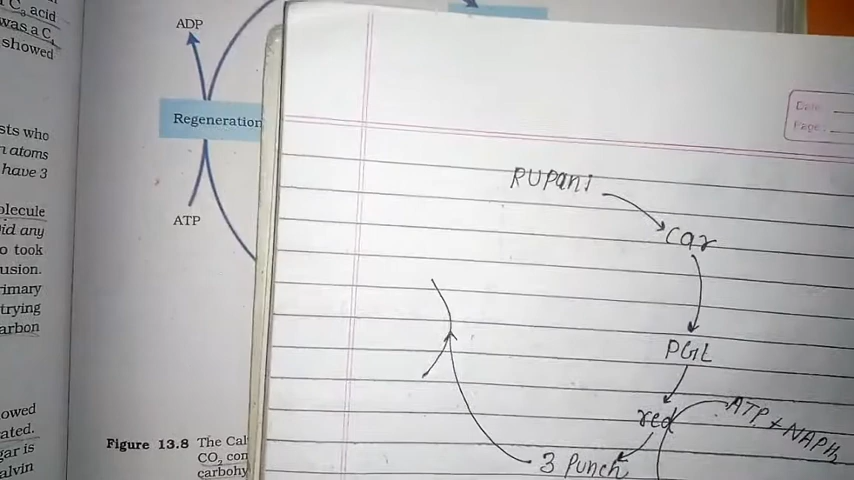 C3 acid
was a C4
showed
sts who
n atoms
have 3
olecule
id any
o took
usion.
rimary
trying
arbon
owed
ated.
gar is
alvin
ADP
Regeneration
ATP
Figure 13.8 The Cal
CO2 con
carbohy
Date
Page
RUPani
Car
PGL
red
ATP + NAPH2
3 Punch